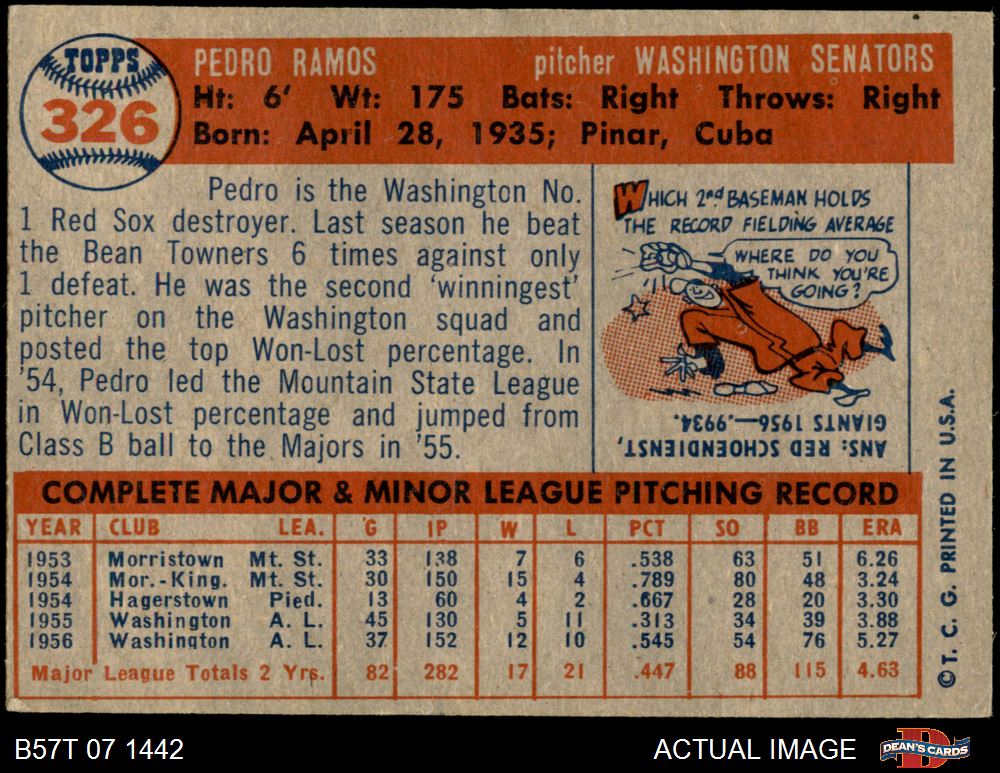 TOPPS
326
PEDRO RAMOS pitcher WASHINGTON SENATORS
Ht: 6' Wt: 175 Bats: Right Throws: Right
Born: April 28, 1935; Pinar, Cuba
Pedro is the Washington No.
1 Red Sox destroyer. Last season he beat
the Bean Towners 6 times against only
1 defeat. He was the second 'winningest'
pitcher on the Washington squad and
posted the top Won-Lost percentage. In
'54, Pedro led the Mountain State League
in Won-Lost percentage and jumped from
Class B ball to the Majors in '55.
WHICH 2nd BASEMAN HOLDS
THE RECORD FIELDING AVERAGE
WHERE DO YOU
THINK YOU'RE
GOING?
ANS: RED SCHOENDIENST,
GIANTS 1956—.9934.
COMPLETE MAJOR & MINOR LEAGUE PITCHING RECORD
YEAR CLUB LEA. G IP W L PCT SO BB ERA
1953 Morristown Mt. St. 33 138 7 6 .538 63 51 6.26
1954 Mor.-King. Mt. St. 30 150 15 4 .789 80 48 3.24
1954 Hagerstown Pied. 13 60 4 2 .667 28 20 3.30
1955 Washington A. L. 45 130 5 11 .313 34 39 3.88
1956 Washington A. L. 37 152 12 10 .545 54 76 5.27
Major League Totals 2 Yrs. 82 282 17 21 .447 88 115 4.63
© T. C. G. PRINTED IN U.S.A.
B57T 07 1442 ACTUAL IMAGE DEAN'S CARDS